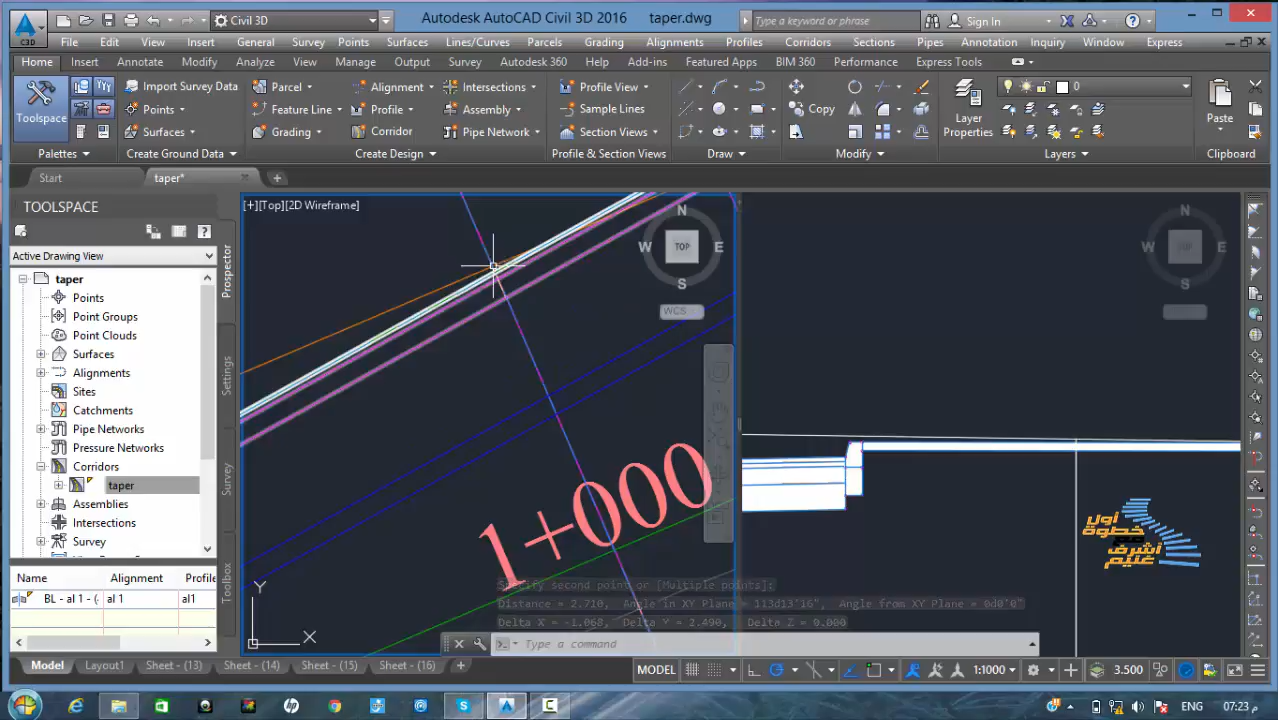 C3D
Civil 3D
Autodesk AutoCAD Civil 3D 2016 taper.dwg
Type a keyword or phrase
Sign In
File Edit View Insert General Survey Points Surfaces Lines/Curves Parcels Grading Alignments Profiles Corridors Sections Pipes Annotation Inquiry Window Express
Home Insert Annotate Modify Analyze View Manage Output Survey Autodesk 360 Help Add-ins Featured Apps BIM 360 Performance Express Tools
Toolspace
Import Survey Data
Points
Surfaces
Parcel
Feature Line
Grading
Alignment
Profile
Corridor
Intersections
Assembly
Pipe Network
Profile View
Sample Lines
Section Views
Copy
Layer
Properties
0
Paste
Palettes
Create Ground Data
Create Design
Profile & Section Views
Draw
Modify
Layers
Clipboard
Start
taper*
TOOLSPACE
Active Drawing View
taper
Points
Point Groups
Point Clouds
Surfaces
Alignments
Sites
Catchments
Pipe Networks
Pressure Networks
Corridors
taper
Assemblies
Intersections
Survey
Prospector
Settings
Survey
Toolbox
Name Alignment Profile
BL - al 1 - ( al 1 al1
[+][Top][2D Wireframe]
N
W TOP E
S
WCS
N
W TOP E
S
1+000
Y
X
أول
خطوة
مع
أشرف
غنيم
Specify second point or [Multiple points]:
Distance = 2.710, Angle in XY Plane = 113d13'16", Angle from XY Plane = 0d0'0"
Delta X = -1.068, Delta Y = 2.490, Delta Z = 0.000
Type a command
Model Layout1 Sheet - (13) Sheet - (14) Sheet - (15) Sheet - (16)
MODEL
1:1000
3.500
ENG
07:23 م